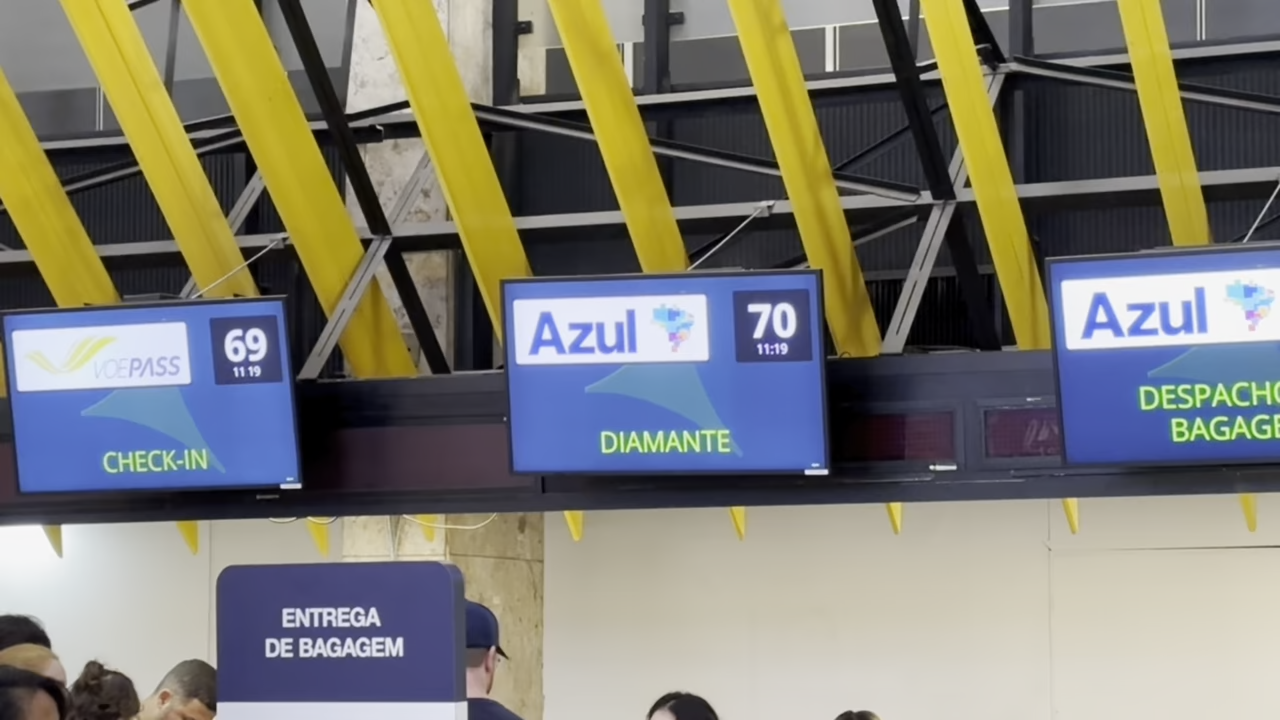 VOEPASS
69
11 19
CHECK-IN
Azul
70
11:19
DIAMANTE
Azul
DESPACHO
BAGAGE
ENTREGA
DE BAGAGEM